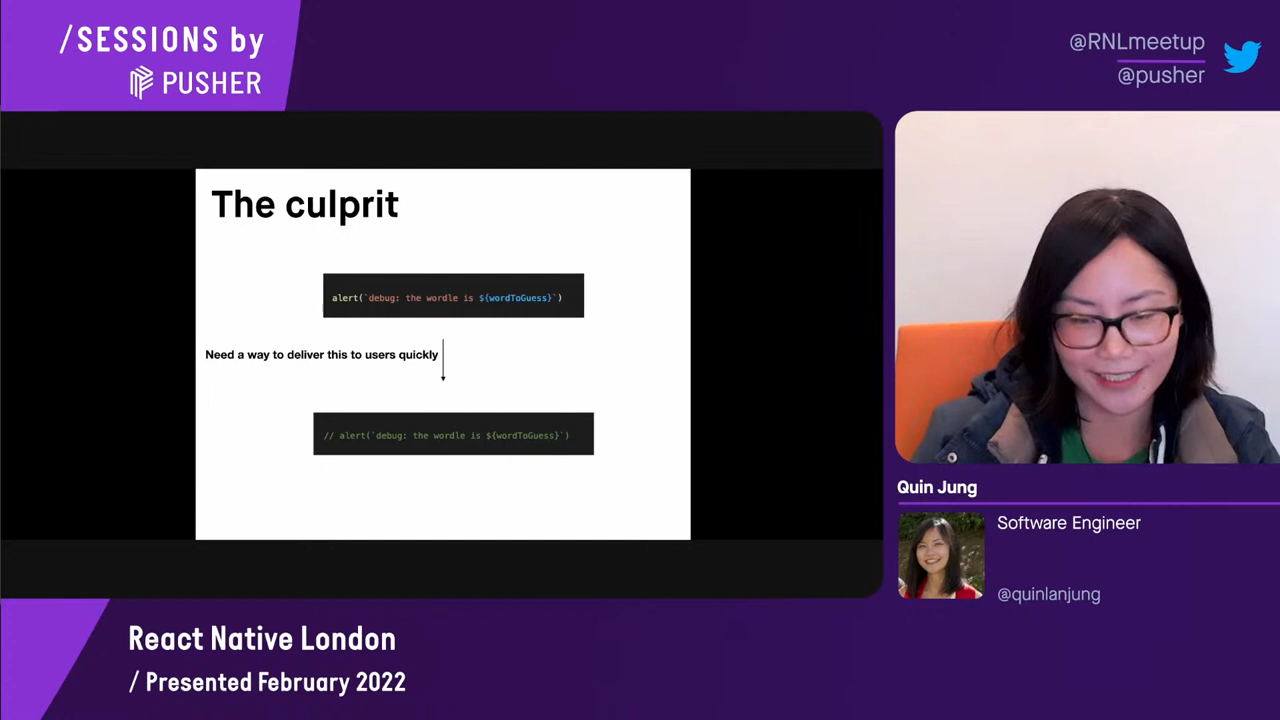 /SESSIONS by
PUSHER
@RNLmeetup
@pusher
The culprit
alert(`debug: the wordle is ${wordToGuess}`)
Need a way to deliver this to users quickly
// alert(`debug: the wordle is ${wordToGuess}`)
Quin Jung
Software Engineer
@quinlanjung
React Native London
/ Presented February 2022